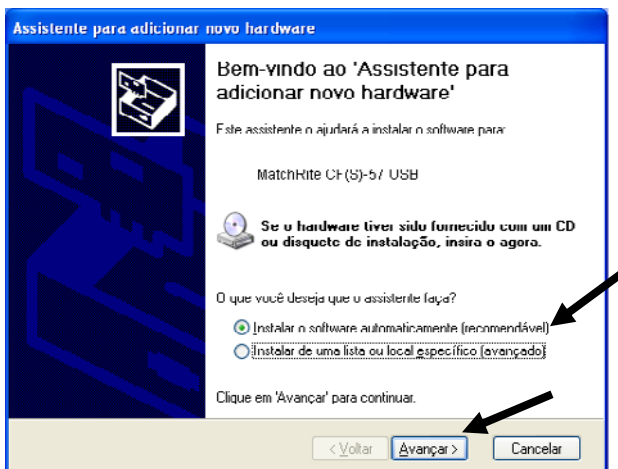 Assistente para adicionar novo hardware
Bem-vindo ao 'Assistente para
adicionar novo hardware'
Este assistente o ajudará a instalar o software para:
MatchRite CF(S)-57 USB
Se o hardware tiver sido fornecido com um CD
ou disquete de instalação, insira o agora.
O que você deseja que o assistente faça?
Instalar o software automaticamente (recomendável)
Instalar de uma lista ou local específico (avançado)
Clique em 'Avançar' para continuar.
< Voltar Avançar > Cancelar